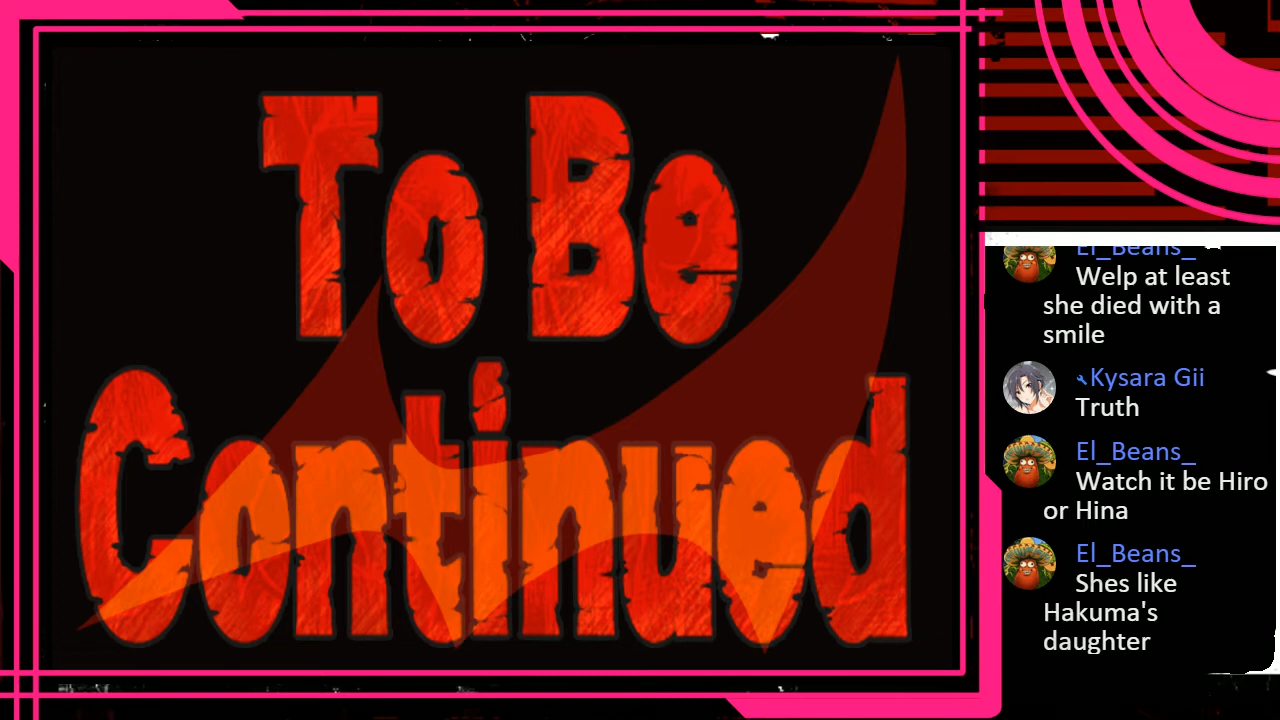 To Be
Continued
El_Beans_
Welp at least
she died with a
smile
Kysara Gii
Truth
El_Beans_
Watch it be Hiro
or Hina
El_Beans_
Shes like
Hakuma's
daughter